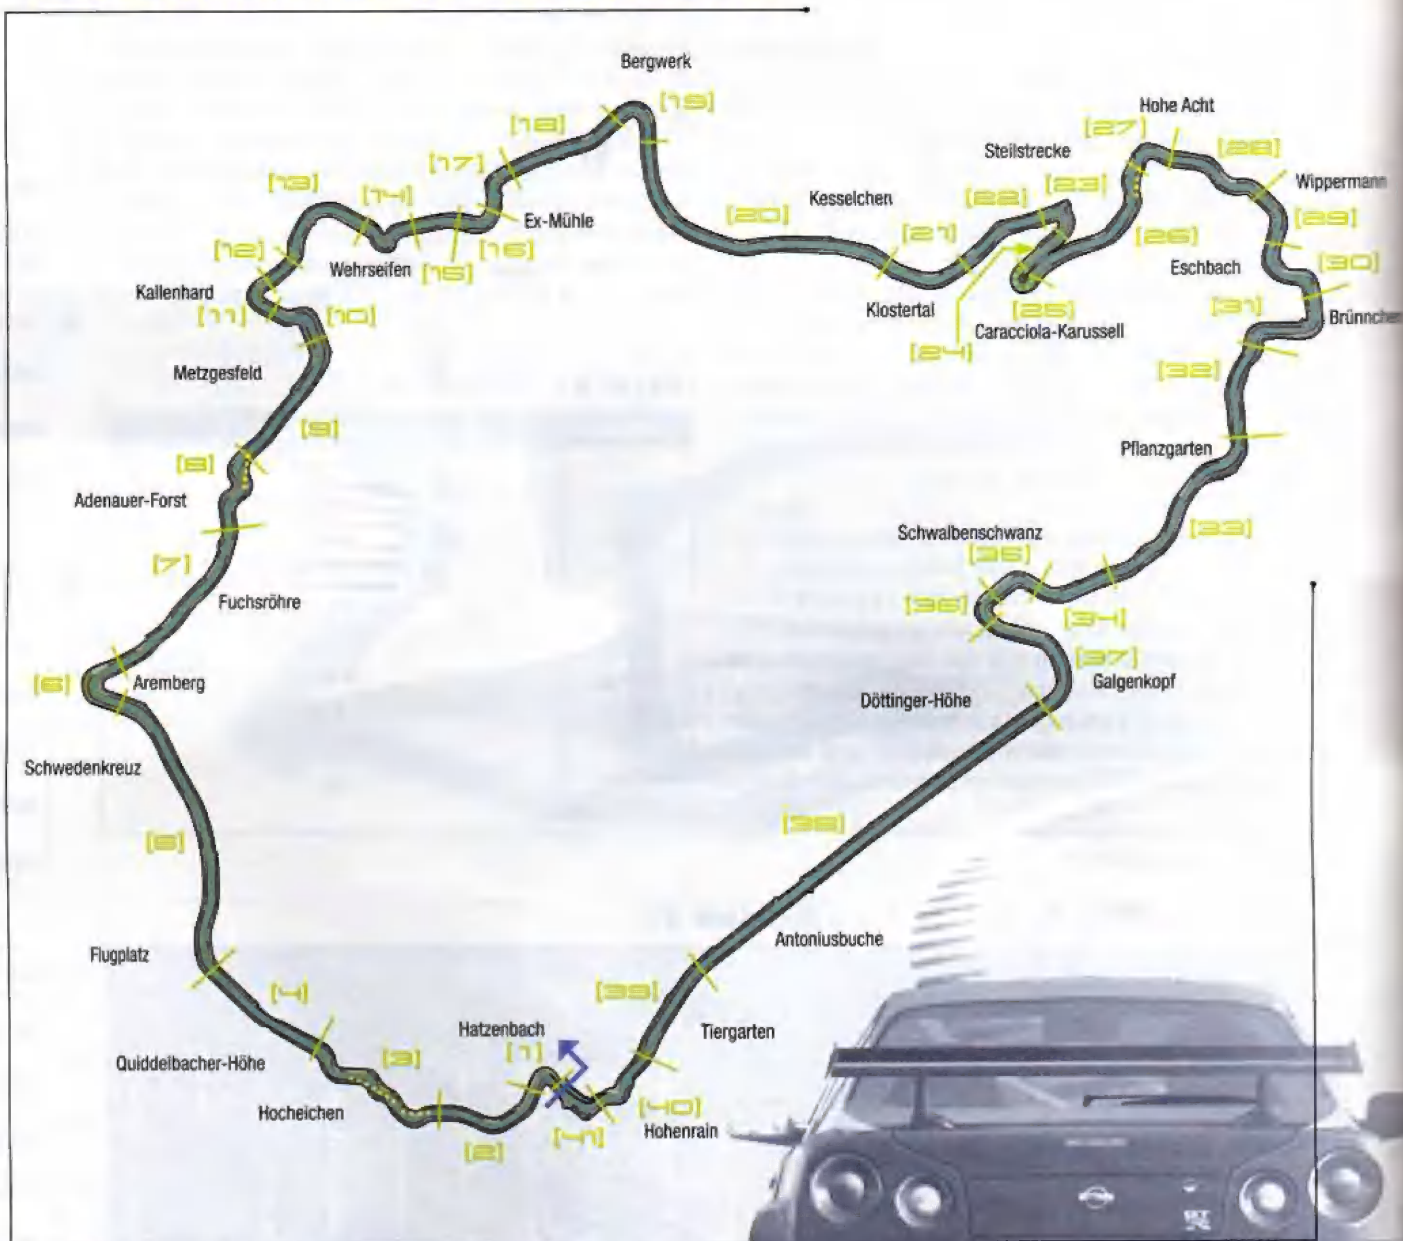 Bergwerk
[19]
Hohe Acht
[18]
[27]
Steilstrecke
[28]
[17]
[13]
[23]
Wippermann
[14]
Kesselchen
[22]
[29]
Ex-Mühle
[20]
[21]
[26]
[12]
[16]
Wehrseifen
[15]
Eschbach
[30]
Kallenhard
[11]
[10]
Klostertal
[25]
[31]
Brünnchen
Caracciola-Karussell
[24]
Metzgesfeld
[32]
[9]
[8]
Pflanzgarten
Adenauer-Forst
Schwalbenschwanz
[33]
[35]
[7]
Fuchsröhre
[36]
[34]
[37]
[6]
Aremberg
Galgenkopf
Döttinger-Höhe
Schwedenkreuz
[5]
[38]
Antoniusbuche
Flugplatz
[4]
[39]
Hatzenbach
Tiergarten
[1]
Quiddelbacher-Höhe
[3]
Hocheichen
[40]
Hohenrain
[41]
[2]
GT
R